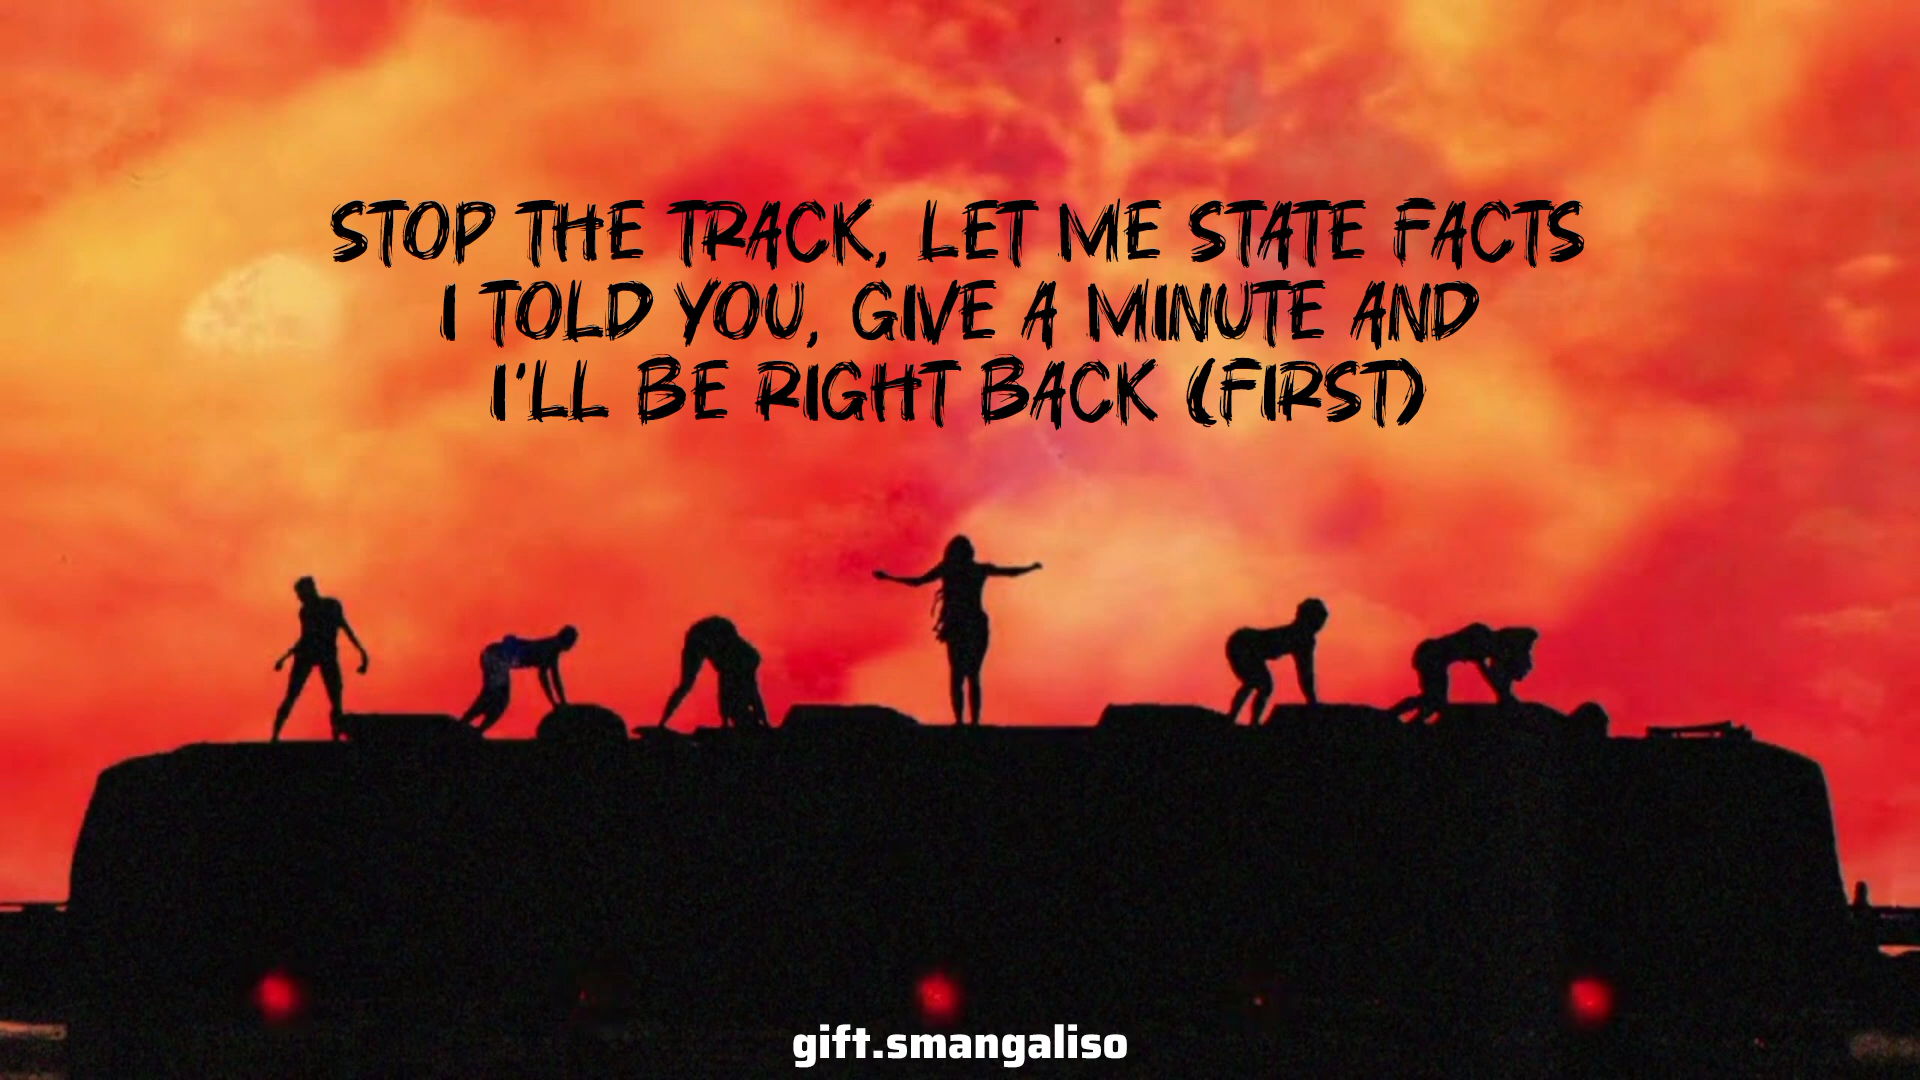 STOP THE TRACK, LET ME STATE FACTS
I TOLD YOU, GIVE A MINUTE AND
I'LL BE RIGHT BACK (FIRST)
gift.smangaliso